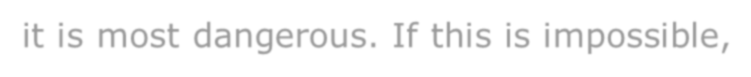 it is most dangerous. If this is impossible,